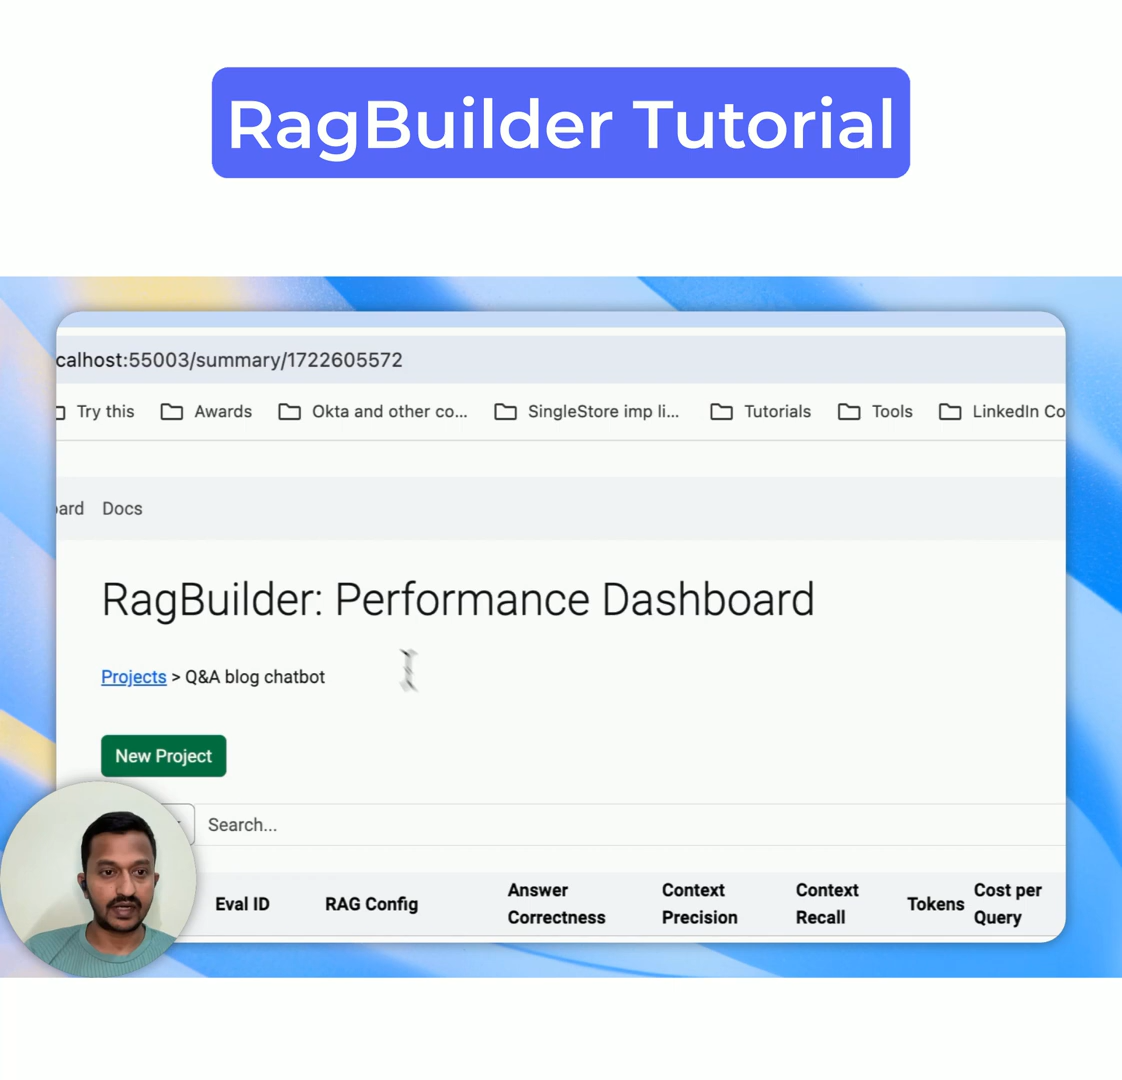 RagBuilder Tutorial
calhost:55003/summary/1722605572
Try this Awards Okta and other co... SingleStore imp li... Tutorials Tools LinkedIn Co
ard Docs
RagBuilder: Performance Dashboard
Projects > Q&A blog chatbot
New Project
Search...
Eval ID RAG Config Answer Correctness Context Precision Context Recall Tokens Cost per Query